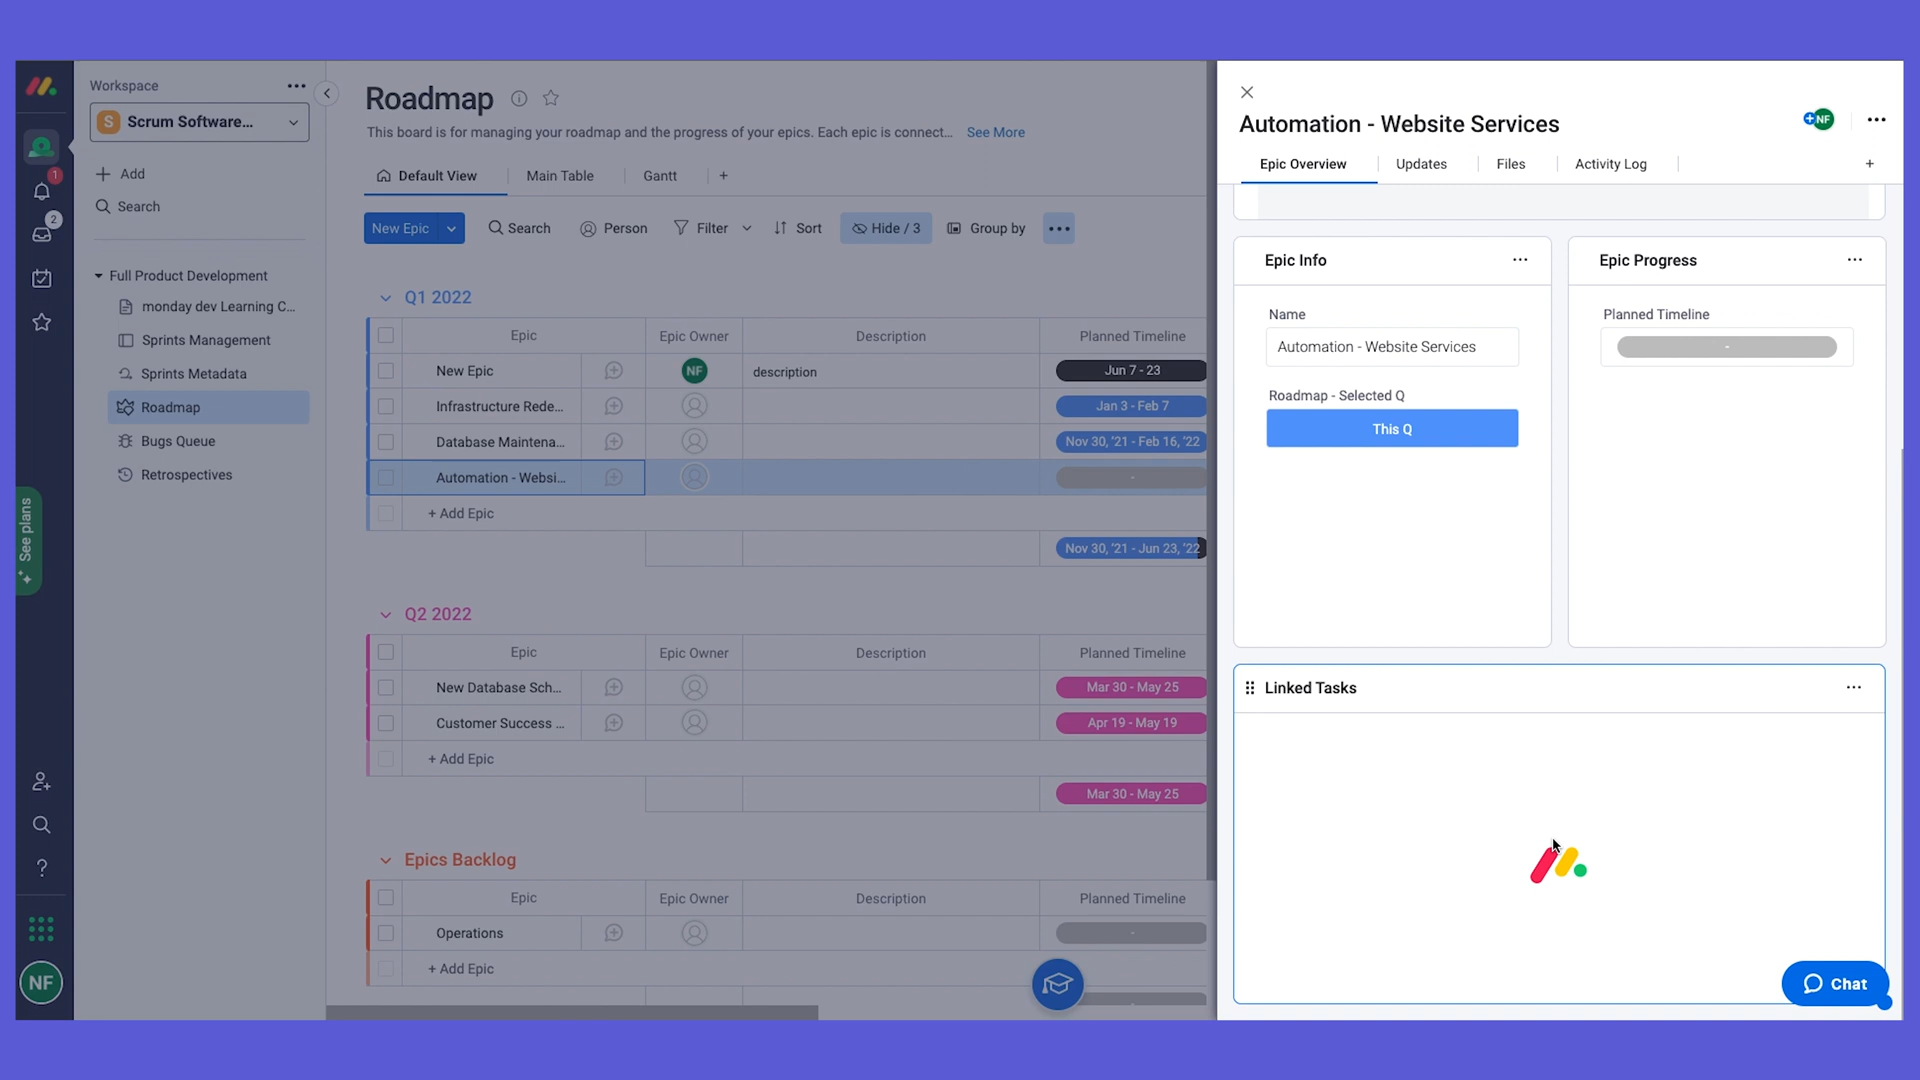 Workspace
S Scrum Software...
Add
Search
Full Product Development
monday dev Learning C...
Sprints Management
Sprints Metadata
Roadmap
Bugs Queue
Retrospectives
1
2
See plans
NF
Roadmap
This board is for managing your roadmap and the progress of your epics. Each epic is connect... See More
Default View Main Table Gantt +
New Epic Search Person Filter Sort Hide / 3 Group by
Q1 2022
Epic Epic Owner Description Planned Timeline
New Epic NF description Jun 7 - 23
Infrastructure Rede... Jan 3 - Feb 7
Database Maintena... Nov 30, '21 - Feb 16, '22
Automation - Websi... -
+ Add Epic
Nov 30, '21 - Jun 23, '22
Q2 2022
Epic Epic Owner Description Planned Timeline
New Database Sch... Mar 30 - May 25
Customer Success ... Apr 19 - May 19
+ Add Epic
Mar 30 - May 25
Epics Backlog
Epic Epic Owner Description Planned Timeline
Operations -
+ Add Epic
Automation - Website Services
NF
Epic Overview Updates Files Activity Log +
Epic Info
Name
Automation - Website Services
Roadmap - Selected Q
This Q
Epic Progress
Planned Timeline
-
Linked Tasks
Chat